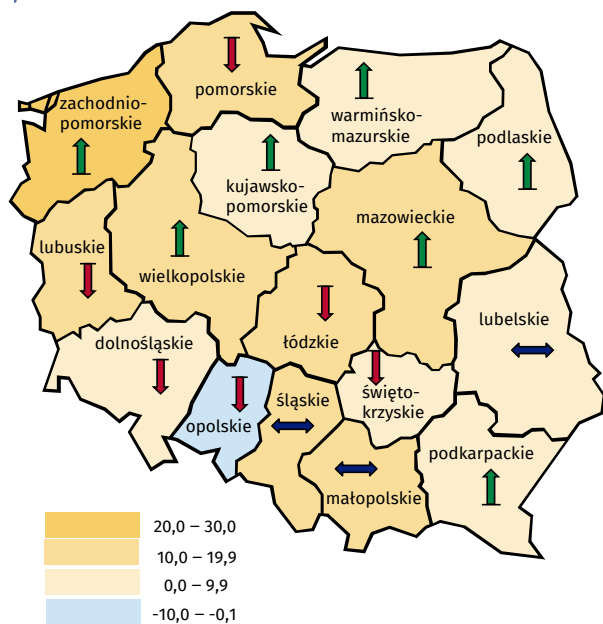 pomorskie
zachodnio-
pomorskie
warmińsko-
mazurskie
podlaskie
kujawsko-
pomorskie
mazowieckie
lubuskie
wielkopolskie
łódzkie
lubelskie
dolnośląskie
święto-
krzyskie
śląskie
opolskie
podkarpackie
małopolskie
20,0 – 30,0
10,0 – 19,9
0,0 – 9,9
-10,0 – -0,1